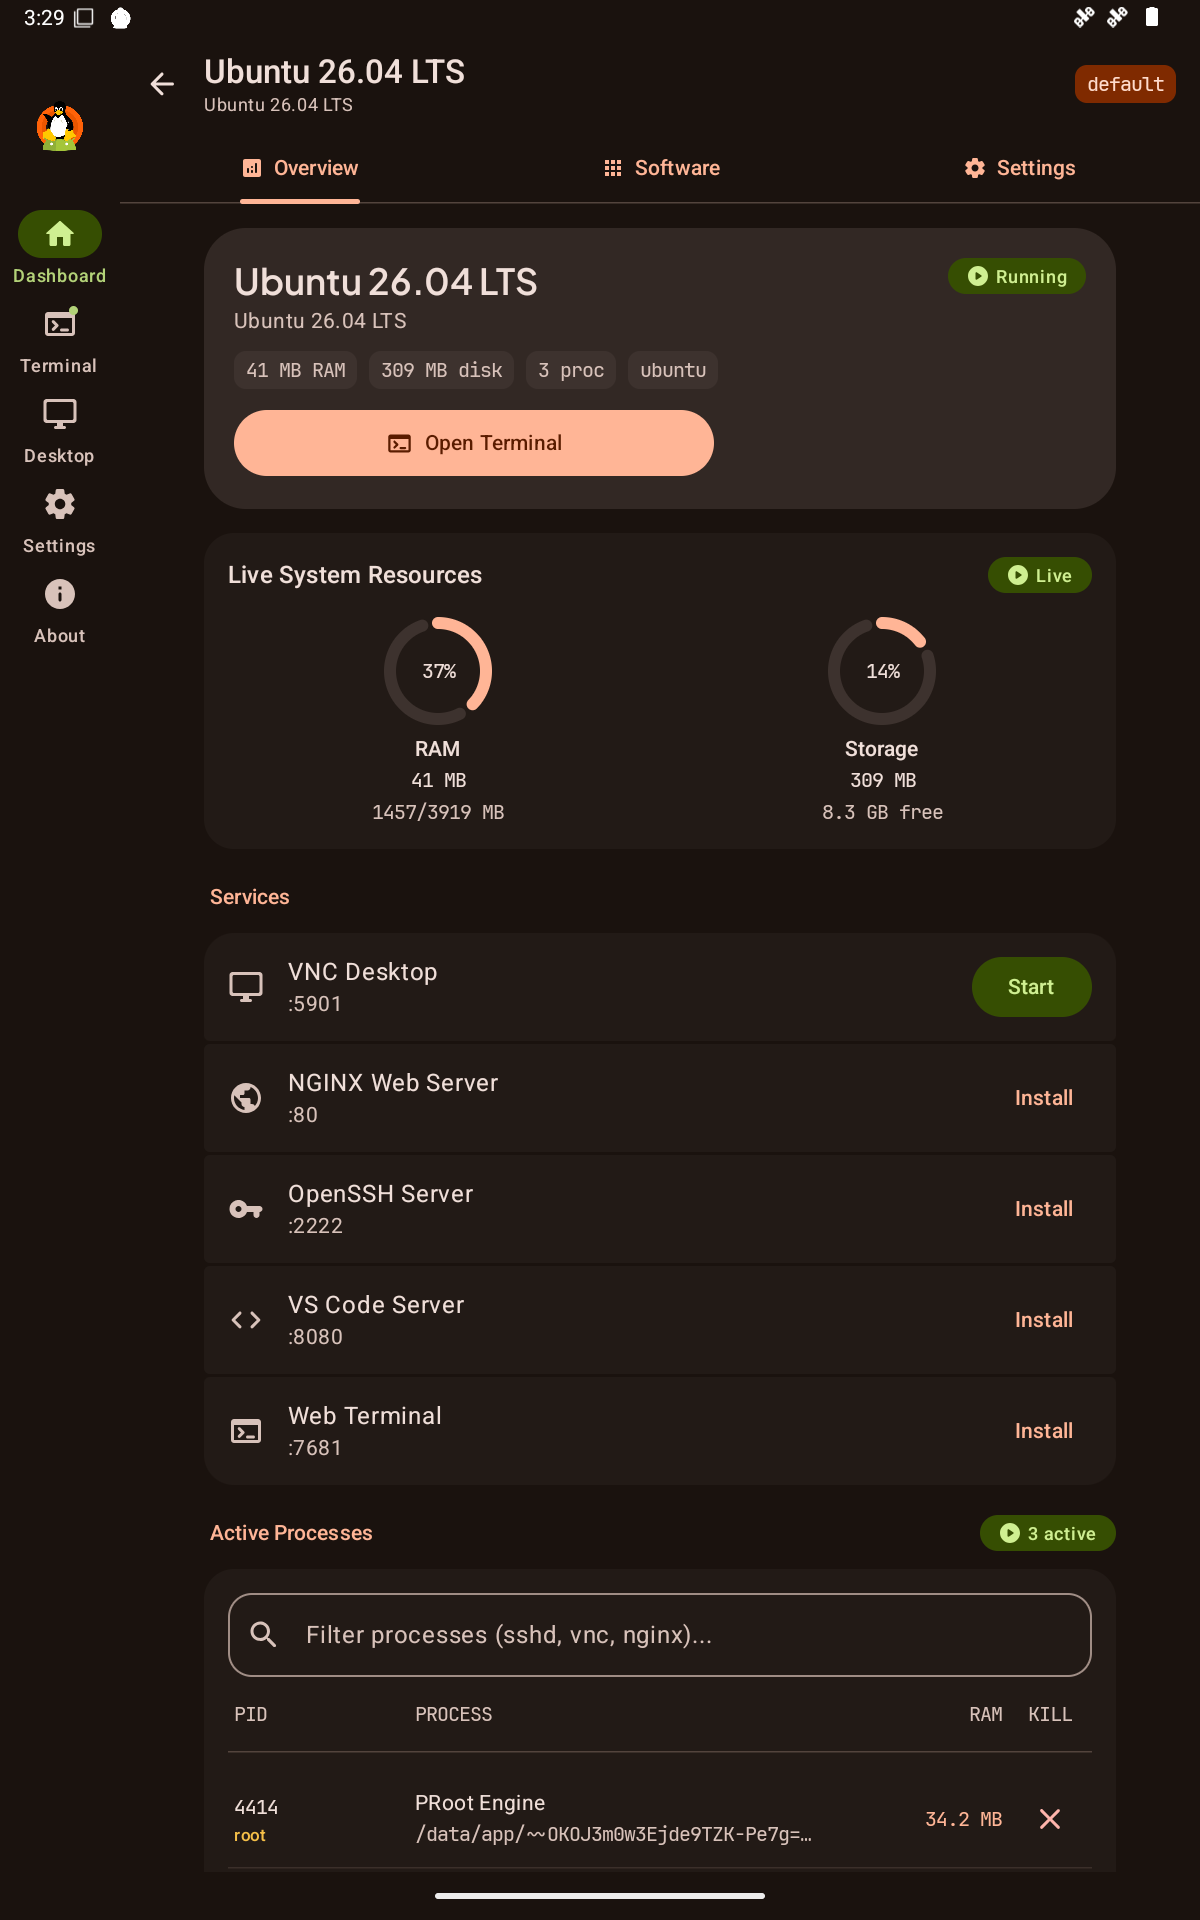 3:29
Ubuntu 26.04 LTS
Ubuntu 26.04 LTS
default
Overview
Software
Settings
Dashboard
Terminal
Desktop
Settings
About
Ubuntu 26.04 LTS
Running
Ubuntu 26.04 LTS
41 MB RAM
309 MB disk
3 proc
ubuntu
Open Terminal
Live System Resources
Live
37%
14%
RAM
Storage
41 MB
309 MB
1457/3919 MB
8.3 GB free
Services
VNC Desktop
:5901
Start
NGINX Web Server
:80
Install
OpenSSH Server
:2222
Install
VS Code Server
:8080
Install
Web Terminal
:7681
Install
Active Processes
3 active
Filter processes (sshd, vnc, nginx)...
PID
PROCESS
RAM
KILL
4414
root
PRoot Engine
/data/app/~~OKOJ3m0w3Ejde9TZK-Pe7g=…
34.2 MB